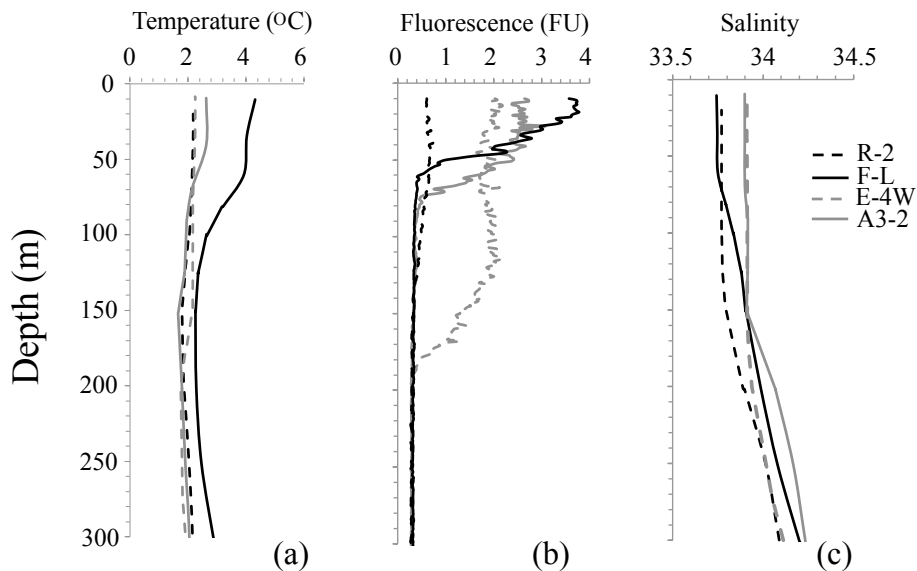 Temperature (OC)
0 2 4 6
0
50
100
150
200
250
300
Depth (m)
(a)
Fluorescence (FU)
0 1 2 3 4
(b)
Salinity
33.5 34 34.5
R-2
F-L
E-4W
A3-2
(c)